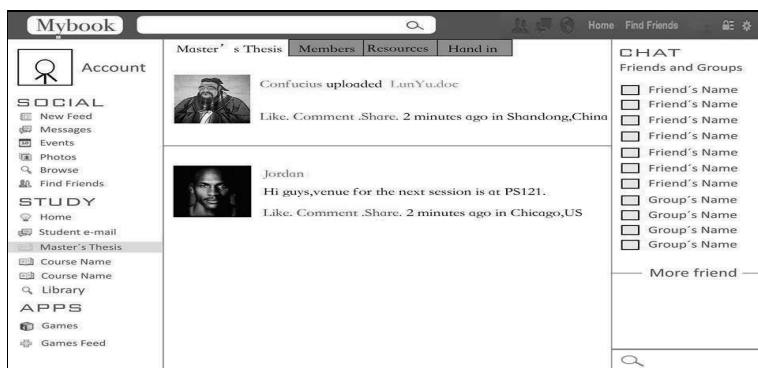 Mybook
Home Find Friends
Account
SOCIAL
New Feed
Messages
Events
Photos
Browse
Find Friends
STUDY
Home
Student e-mail
Master´s Thesis
Course Name
Course Name
Library
APPS
Games
Games Feed
Master’s Thesis Members Resources Hand in
Confucius uploaded LunYu.doc
Like. Comment .Share. 2 minutes ago in Shandong,China
Jordan
Hi guys,venue for the next session is at PS121.
Like. Comment .Share. 2 minutes ago in Chicago,US
CHAT
Friends and Groups
Friend´s Name
Friend´s Name
Friend´s Name
Friend´s Name
Friend´s Name
Friend´s Name
Friend´s Name
Group´s Name
Group´s Name
Group´s Name
Group´s Name
More friend